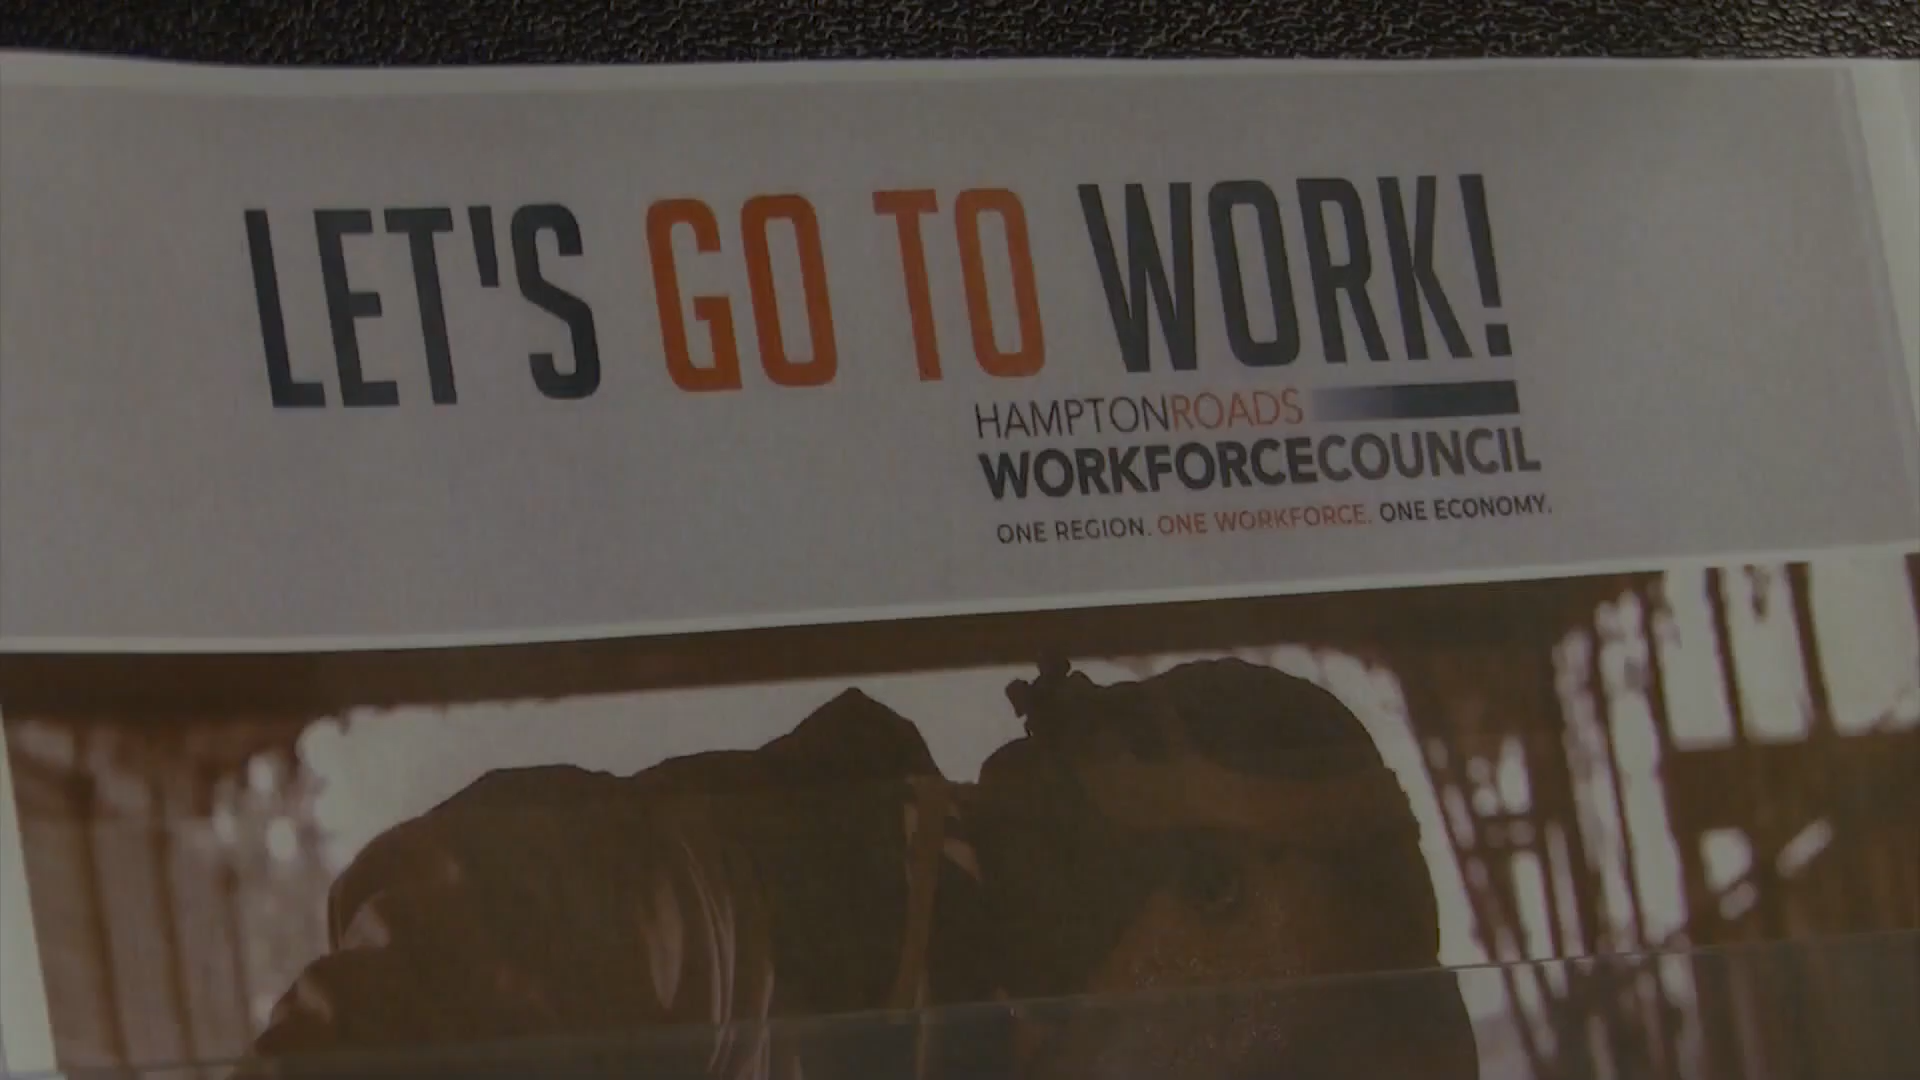 LET'S GO TO WORK!
HAMPTONROADS
WORKFORCECOUNCIL
ONE REGION. ONE WORKFORCE. ONE ECONOMY.